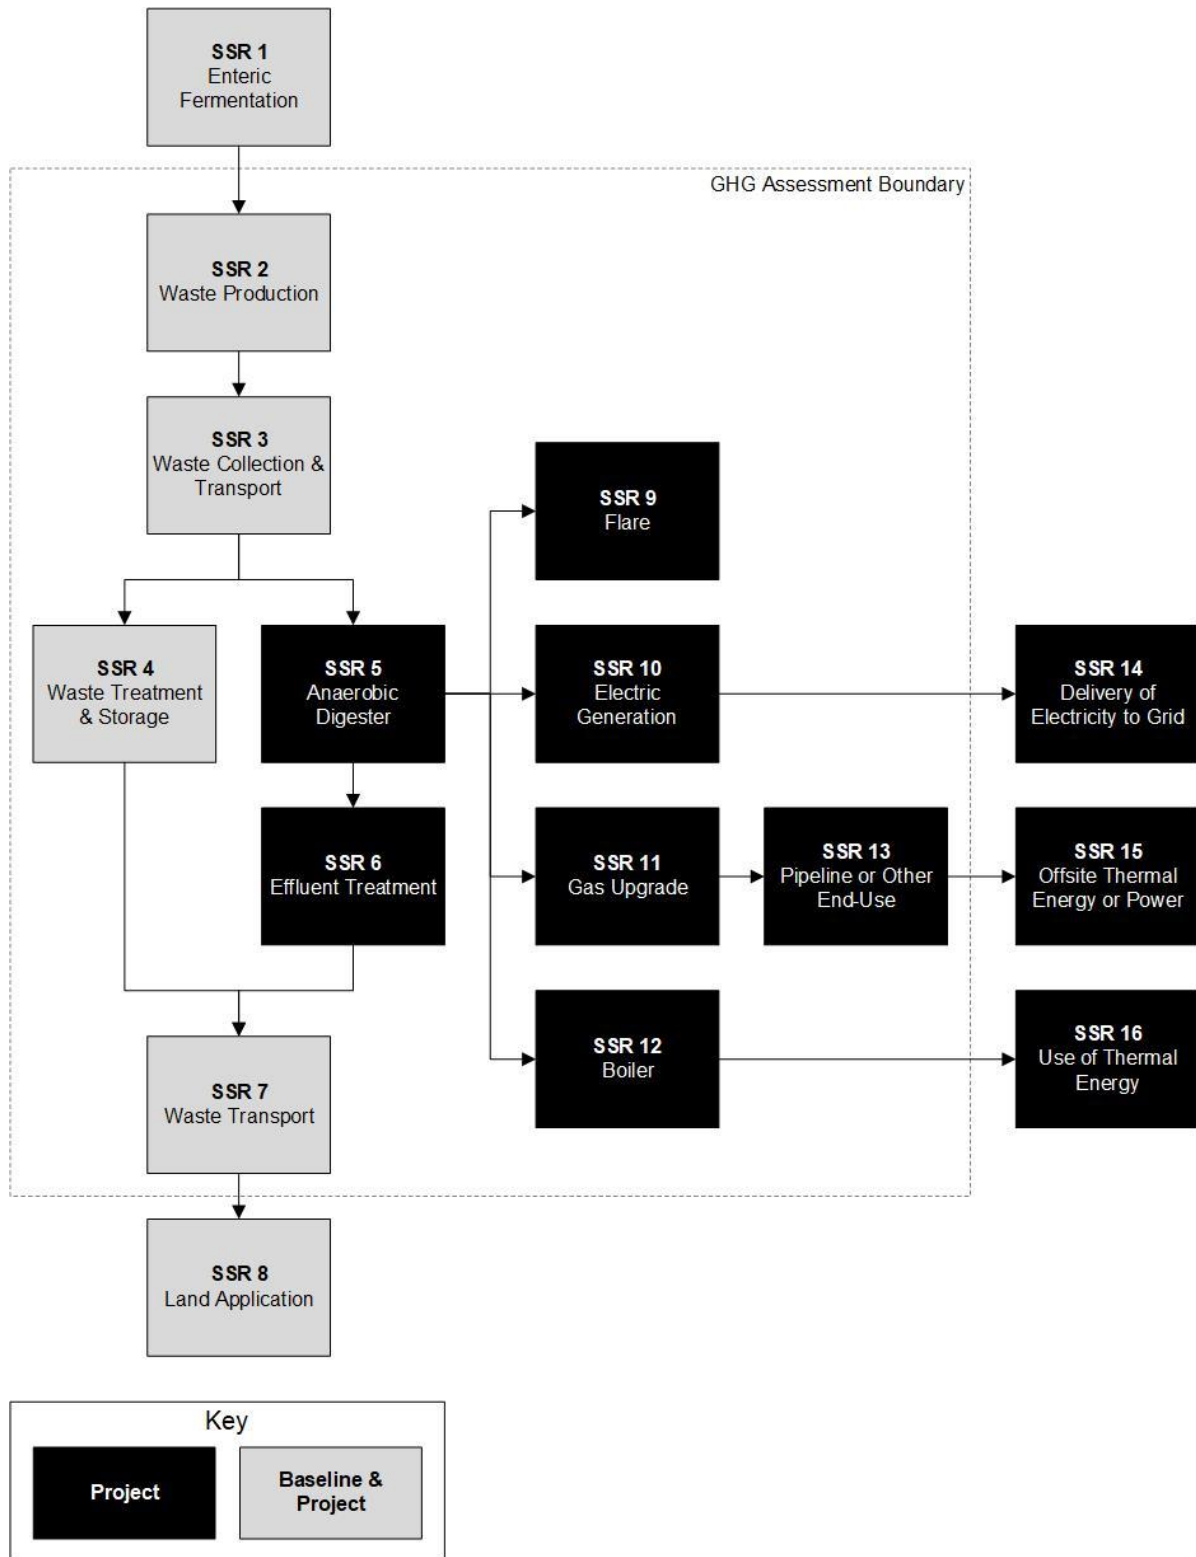 SSR 1
Enteric
Fermentation
GHG Assessment Boundary
SSR 2
Waste Production
SSR 3
Waste Collection &
Transport
SSR 9
Flare
SSR 4
Waste Treatment
& Storage
SSR 5
Anaerobic
Digester
SSR 10
Electric
Generation
SSR 14
Delivery of
Electricity to Grid
SSR 6
Effluent Treatment
SSR 11
Gas Upgrade
SSR 13
Pipeline or Other
End-Use
SSR 15
Offsite Thermal
Energy or Power
SSR 7
Waste Transport
SSR 12
Boiler
SSR 16
Use of Thermal
Energy
SSR 8
Land Application
Key
Project
Baseline &
Project